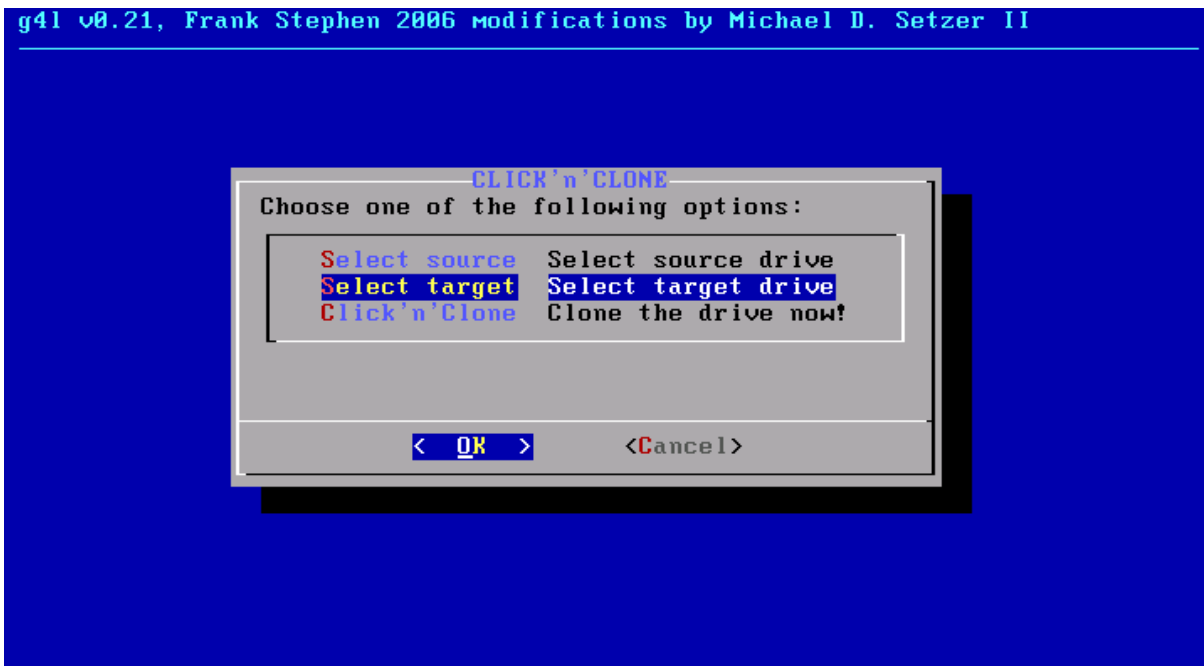 g4l v0.21, Frank Stephen 2006 modifications by Michael D. Setzer II
CLICK'n'CLONE
Choose one of the following options:
Select source Select source drive
Select target Select target drive
Click'n'Clone Clone the drive now!
< OK > <Cancel>